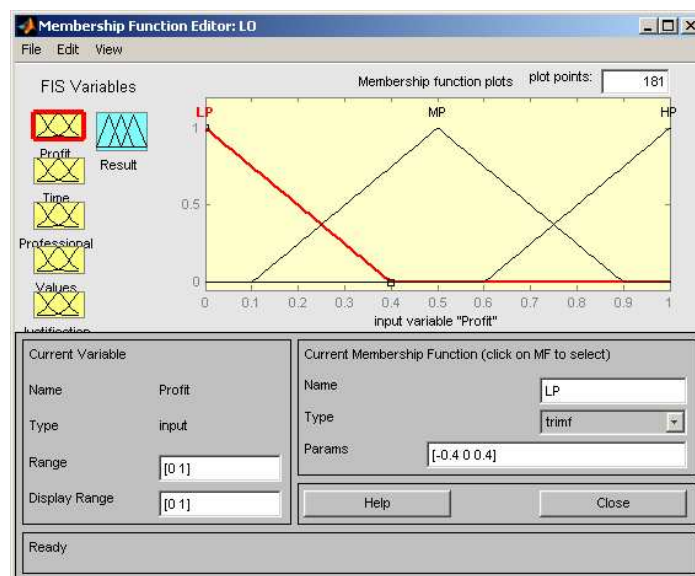 Membership Function Editor: LO
File Edit View
FIS Variables
Profit
Result
Time
Professional
Values
Justification
Membership function plots
plot points: 181
LP MP HP
1
0.5
0
0 0.1 0.2 0.3 0.4 0.5 0.6 0.7 0.8 0.9 1
input variable "Profit"
Current Variable
Name Profit
Type input
Range [0 1]
Display Range [0 1]
Current Membership Function (click on MF to select)
Name LP
Type trimf
Params [-0.4 0 0.4]
Help Close
Ready